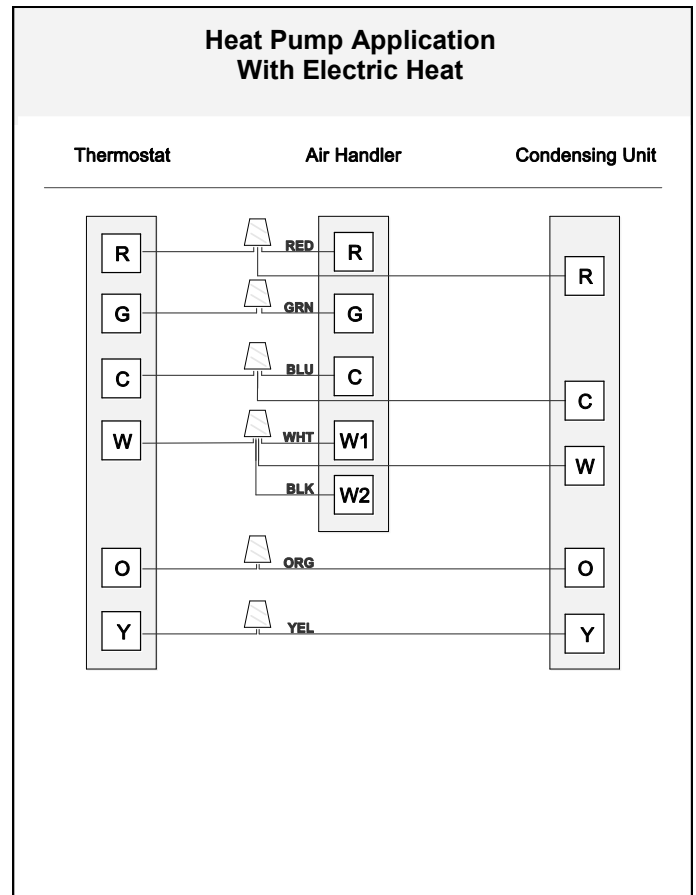 Heat Pump Application
With Electric Heat
Thermostat Air Handler Condensing Unit
R RED R
R
G GRN G
C BLU C
C
W WHT W1
W
BLK W2
O ORG O
Y YEL Y